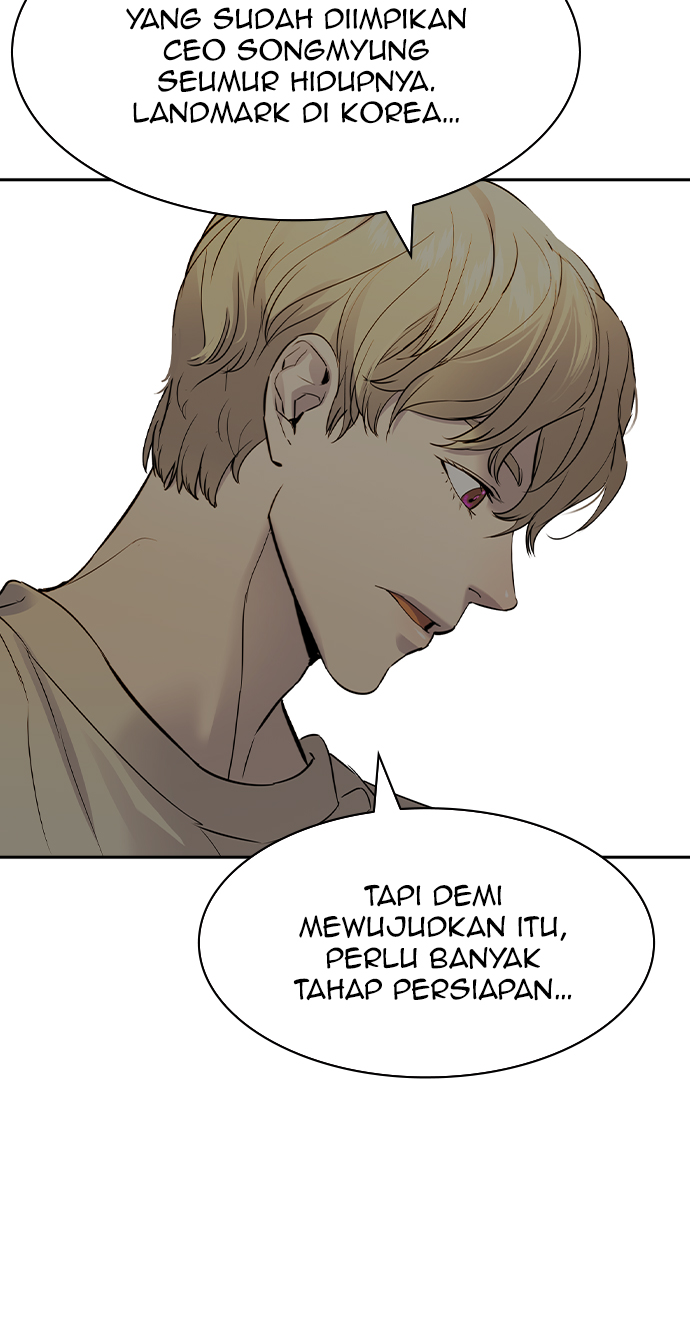 YANG SUDAH DIIMPIKAN
CEO SONGMYUNG
SEUMUR HIDUPNYA.
LANDMARK DI KOREA...
TAPI DEMI
MEWUJUDKAN ITU,
PERLU BANYAK
TAHAP PERSIAPAN...